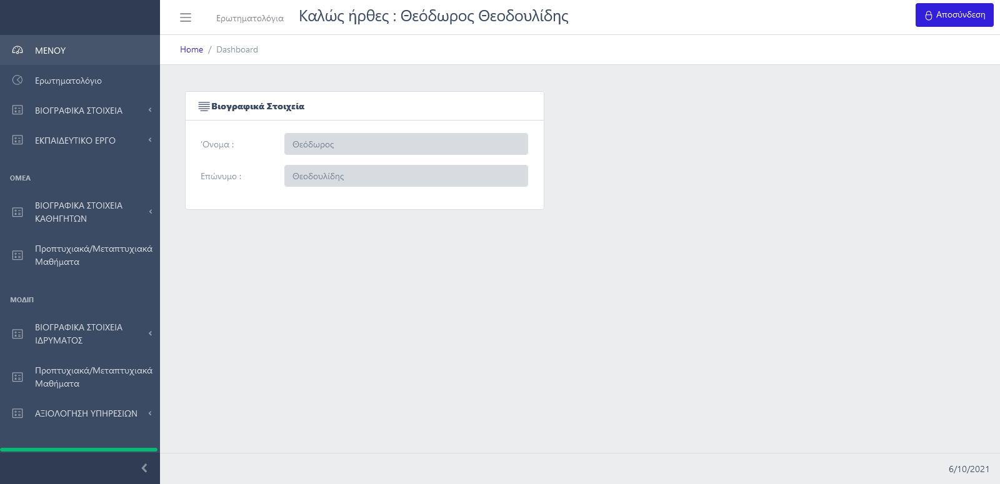 Ερωτηματολόγια
Καλώς ήρθες : Θεόδωρος Θεοδουλίδης
Αποσύνδεση
Home / Dashboard
ΜΕΝΟΥ
Ερωτηματολόγιο
ΒΙΟΓΡΑΦΙΚΑ ΣΤΟΙΧΕΙΑ
ΕΚΠΑΙΔΕΥΤΙΚΟ ΕΡΓΟ
ΟΜΕΑ
ΒΙΟΓΡΑΦΙΚΑ ΣΤΟΙΧΕΙΑ
ΚΑΘΗΓΗΤΩΝ
Προπτυχιακά/Μεταπτυχιακά
Μαθήματα
ΜΟΔΙΠ
ΒΙΟΓΡΑΦΙΚΑ ΣΤΟΙΧΕΙΑ
ΙΔΡΥΜΑΤΟΣ
Προπτυχιακά/Μεταπτυχιακά
Μαθήματα
ΑΞΙΟΛΟΓΗΣΗ ΥΠΗΡΕΣΙΩΝ
Βιογραφικά Στοιχεία
'Ονομα : Θεόδωρος
Επώνυμο : Θεοδουλίδης
6/10/2021